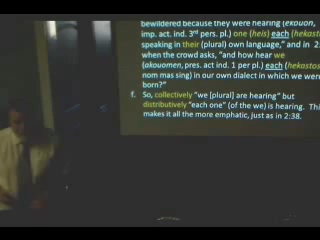 bewildered because they were hearing (ekouon,
imp. act. ind. 3rd pers. pl.) one (heis) each (hekast
speaking in their (plural) own language," and in 2
when the crowd asks, "and how hear we
(akouomen, pres act ind. 1 per pl.) each (hekastos
nom mas sing) in our own dialect in which we were
born?"
f. So, collectively "we [plural] are hearing" but
distributively "each one" (of the we) is hearing. Thi
makes it all the more emphatic, just as in 2:38.